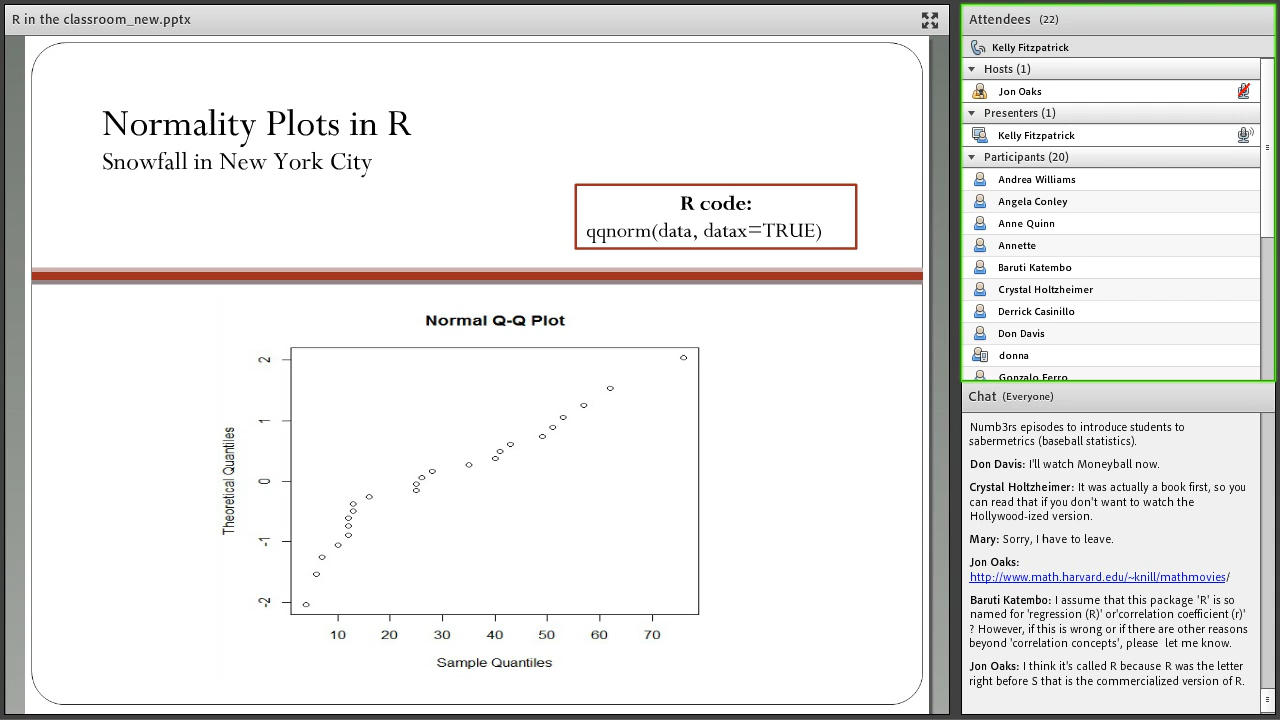 R in the classroom_new.pptx
Normality Plots in R
Snowfall in New York City
R code:
qqnorm(data, datax=TRUE)
Normal Q-Q Plot
Theoretical Quantiles
2
1
0
-1
-2
10 20 30 40 50 60 70
Sample Quantiles
Attendees (22)
Kelly Fitzpatrick
Hosts (1)
Jon Oaks
Presenters (1)
Kelly Fitzpatrick
Participants (20)
Andrea Williams
Angela Conley
Anne Quinn
Annette
Baruti Katembo
Crystal Holtzheimer
Derrick Casinillo
Don Davis
donna
Gonzalo Ferro
Chat (Everyone)
Numb3rs episodes to introduce students to
sabermetrics (baseball statistics).
Don Davis: I'll watch Moneyball now.
Crystal Holtzheimer: It was actually a book first, so you
can read that if you don't want to watch the
Hollywood-ized version.
Mary: Sorry, I have to leave.
Jon Oaks:
http://www.math.harvard.edu/~knill/mathmovies/
Baruti Katembo: I assume that this package 'R' is so
named for 'regression (R)' or'correlation coefficient (r)'
? However, if this is wrong or if there are other reasons
beyond 'correlation concepts', please let me know.
Jon Oaks: I think it's called R because R was the letter
right before S that is the commercialized version of R.